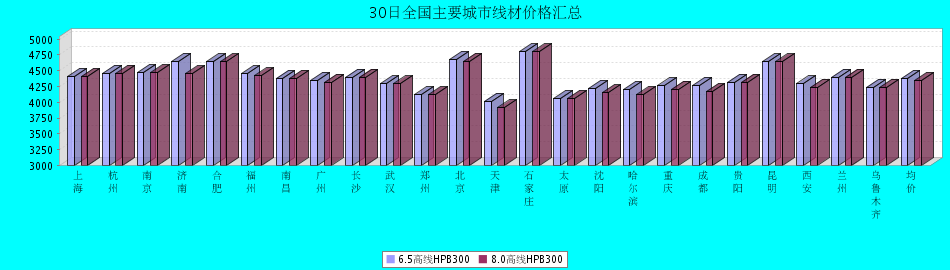 30日全国主要城市线材价格汇总
5000
4750
4500
4250
4000
3750
3500
3250
3000
上海
杭州
南京
济南
合肥
福州
南昌
广州
长沙
武汉
郑州
北京
天津
石家庄
太原
沈阳
哈尔滨
重庆
成都
贵阳
昆明
西安
兰州
乌鲁木齐
均价
6.5高线HPB300
8.0高线HPB300